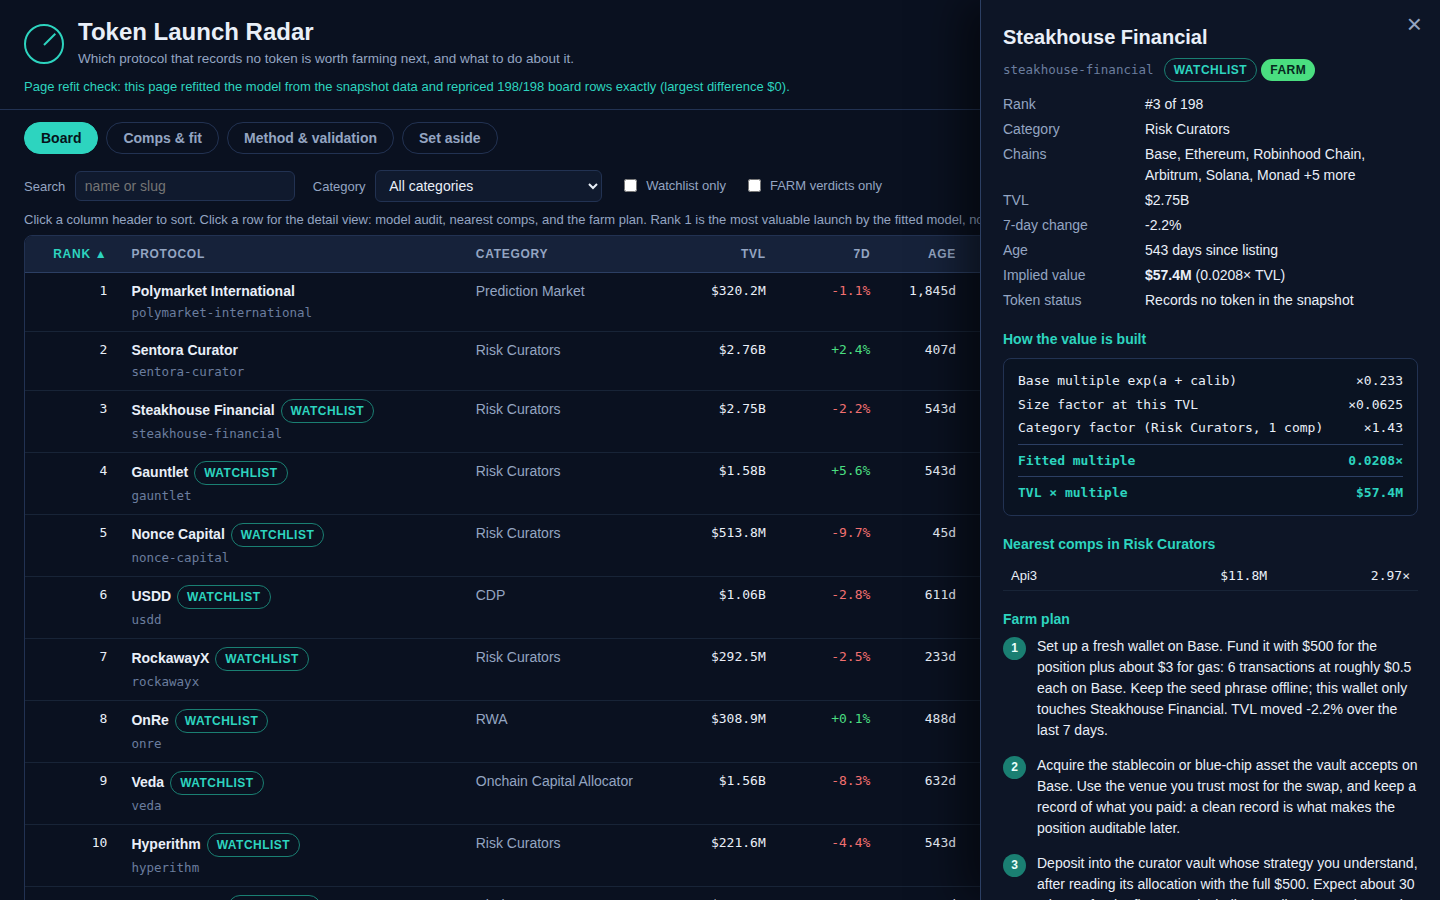 Token Launch Radar
Which protocol that records no token is worth farming next, and what to do about it.
Page refit check: this page refitted the model from the snapshot data and repriced 198/198 board rows exactly (largest difference $0).
Board Comps & fit Method & validation Set aside
Search name or slug Category All categories Watchlist only FARM verdicts only
Click a column header to sort. Click a row for the detail view: model audit, nearest comps, and the farm plan. Rank 1 is the most valuable launch by the fitted model,
RANK ▲ PROTOCOL CATEGORY TVL 7D AGE
1 Polymarket International Prediction Market $320.2M -1.1% 1,845d
polymarket-international
2 Sentora Curator Risk Curators $2.76B +2.4% 407d
sentora-curator
3 Steakhouse Financial WATCHLIST Risk Curators $2.75B -2.2% 543d
steakhouse-financial
4 Gauntlet WATCHLIST Risk Curators $1.58B +5.6% 543d
gauntlet
5 Nonce Capital WATCHLIST Risk Curators $513.8M -9.7% 45d
nonce-capital
6 USDD WATCHLIST CDP $1.06B -2.8% 611d
usdd
7 RockawayX WATCHLIST Risk Curators $292.5M -2.5% 233d
rockawayx
8 OnRe WATCHLIST RWA $308.9M +0.1% 488d
onre
9 Veda WATCHLIST Onchain Capital Allocator $1.56B -8.3% 632d
veda
10 Hyperithm WATCHLIST Risk Curators $221.6M -4.4% 543d
hyperithm
×
Steakhouse Financial
steakhouse-financial WATCHLIST FARM
Rank #3 of 198
Category Risk Curators
Chains Base, Ethereum, Robinhood Chain,
Arbitrum, Solana, Monad +5 more
TVL $2.75B
7-day change -2.2%
Age 543 days since listing
Implied value $57.4M (0.0208× TVL)
Token status Records no token in the snapshot
How the value is built
Base multiple exp(a + calib) ×0.233
Size factor at this TVL ×0.0625
Category factor (Risk Curators, 1 comp) ×1.43
Fitted multiple 0.0208×
TVL × multiple $57.4M
Nearest comps in Risk Curators
Api3 $11.8M 2.97×
Farm plan
1 Set up a fresh wallet on Base. Fund it with $500 for the
position plus about $3 for gas: 6 transactions at roughly $0.5
each on Base. Keep the seed phrase offline; this wallet only
touches Steakhouse Financial. TVL moved -2.2% over the
last 7 days.
2 Acquire the stablecoin or blue-chip asset the vault accepts on
Base. Use the venue you trust most for the swap, and keep a
record of what you paid: a clean record is what makes the
position auditable later.
3 Deposit into the curator vault whose strategy you understand,
after reading its allocation with the full $500. Expect about 30